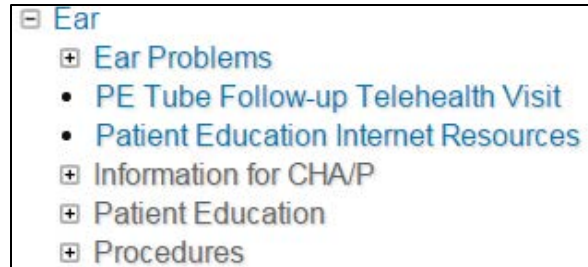 Ear
Ear Problems
PE Tube Follow-up Telehealth Visit
Patient Education Internet Resources
Information for CHA/P
Patient Education
Procedures